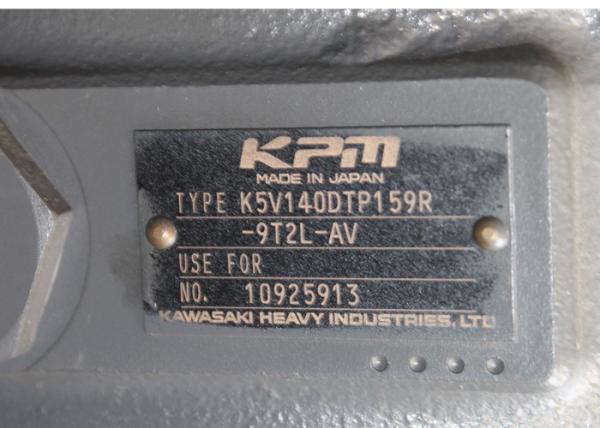 KPM
MADE IN JAPAN
TYPE K5V140DTP159R
-9T2L-AV
USE FOR
NO. 10925913
KAWASAKI HEAVY INDUSTRIES, LTD